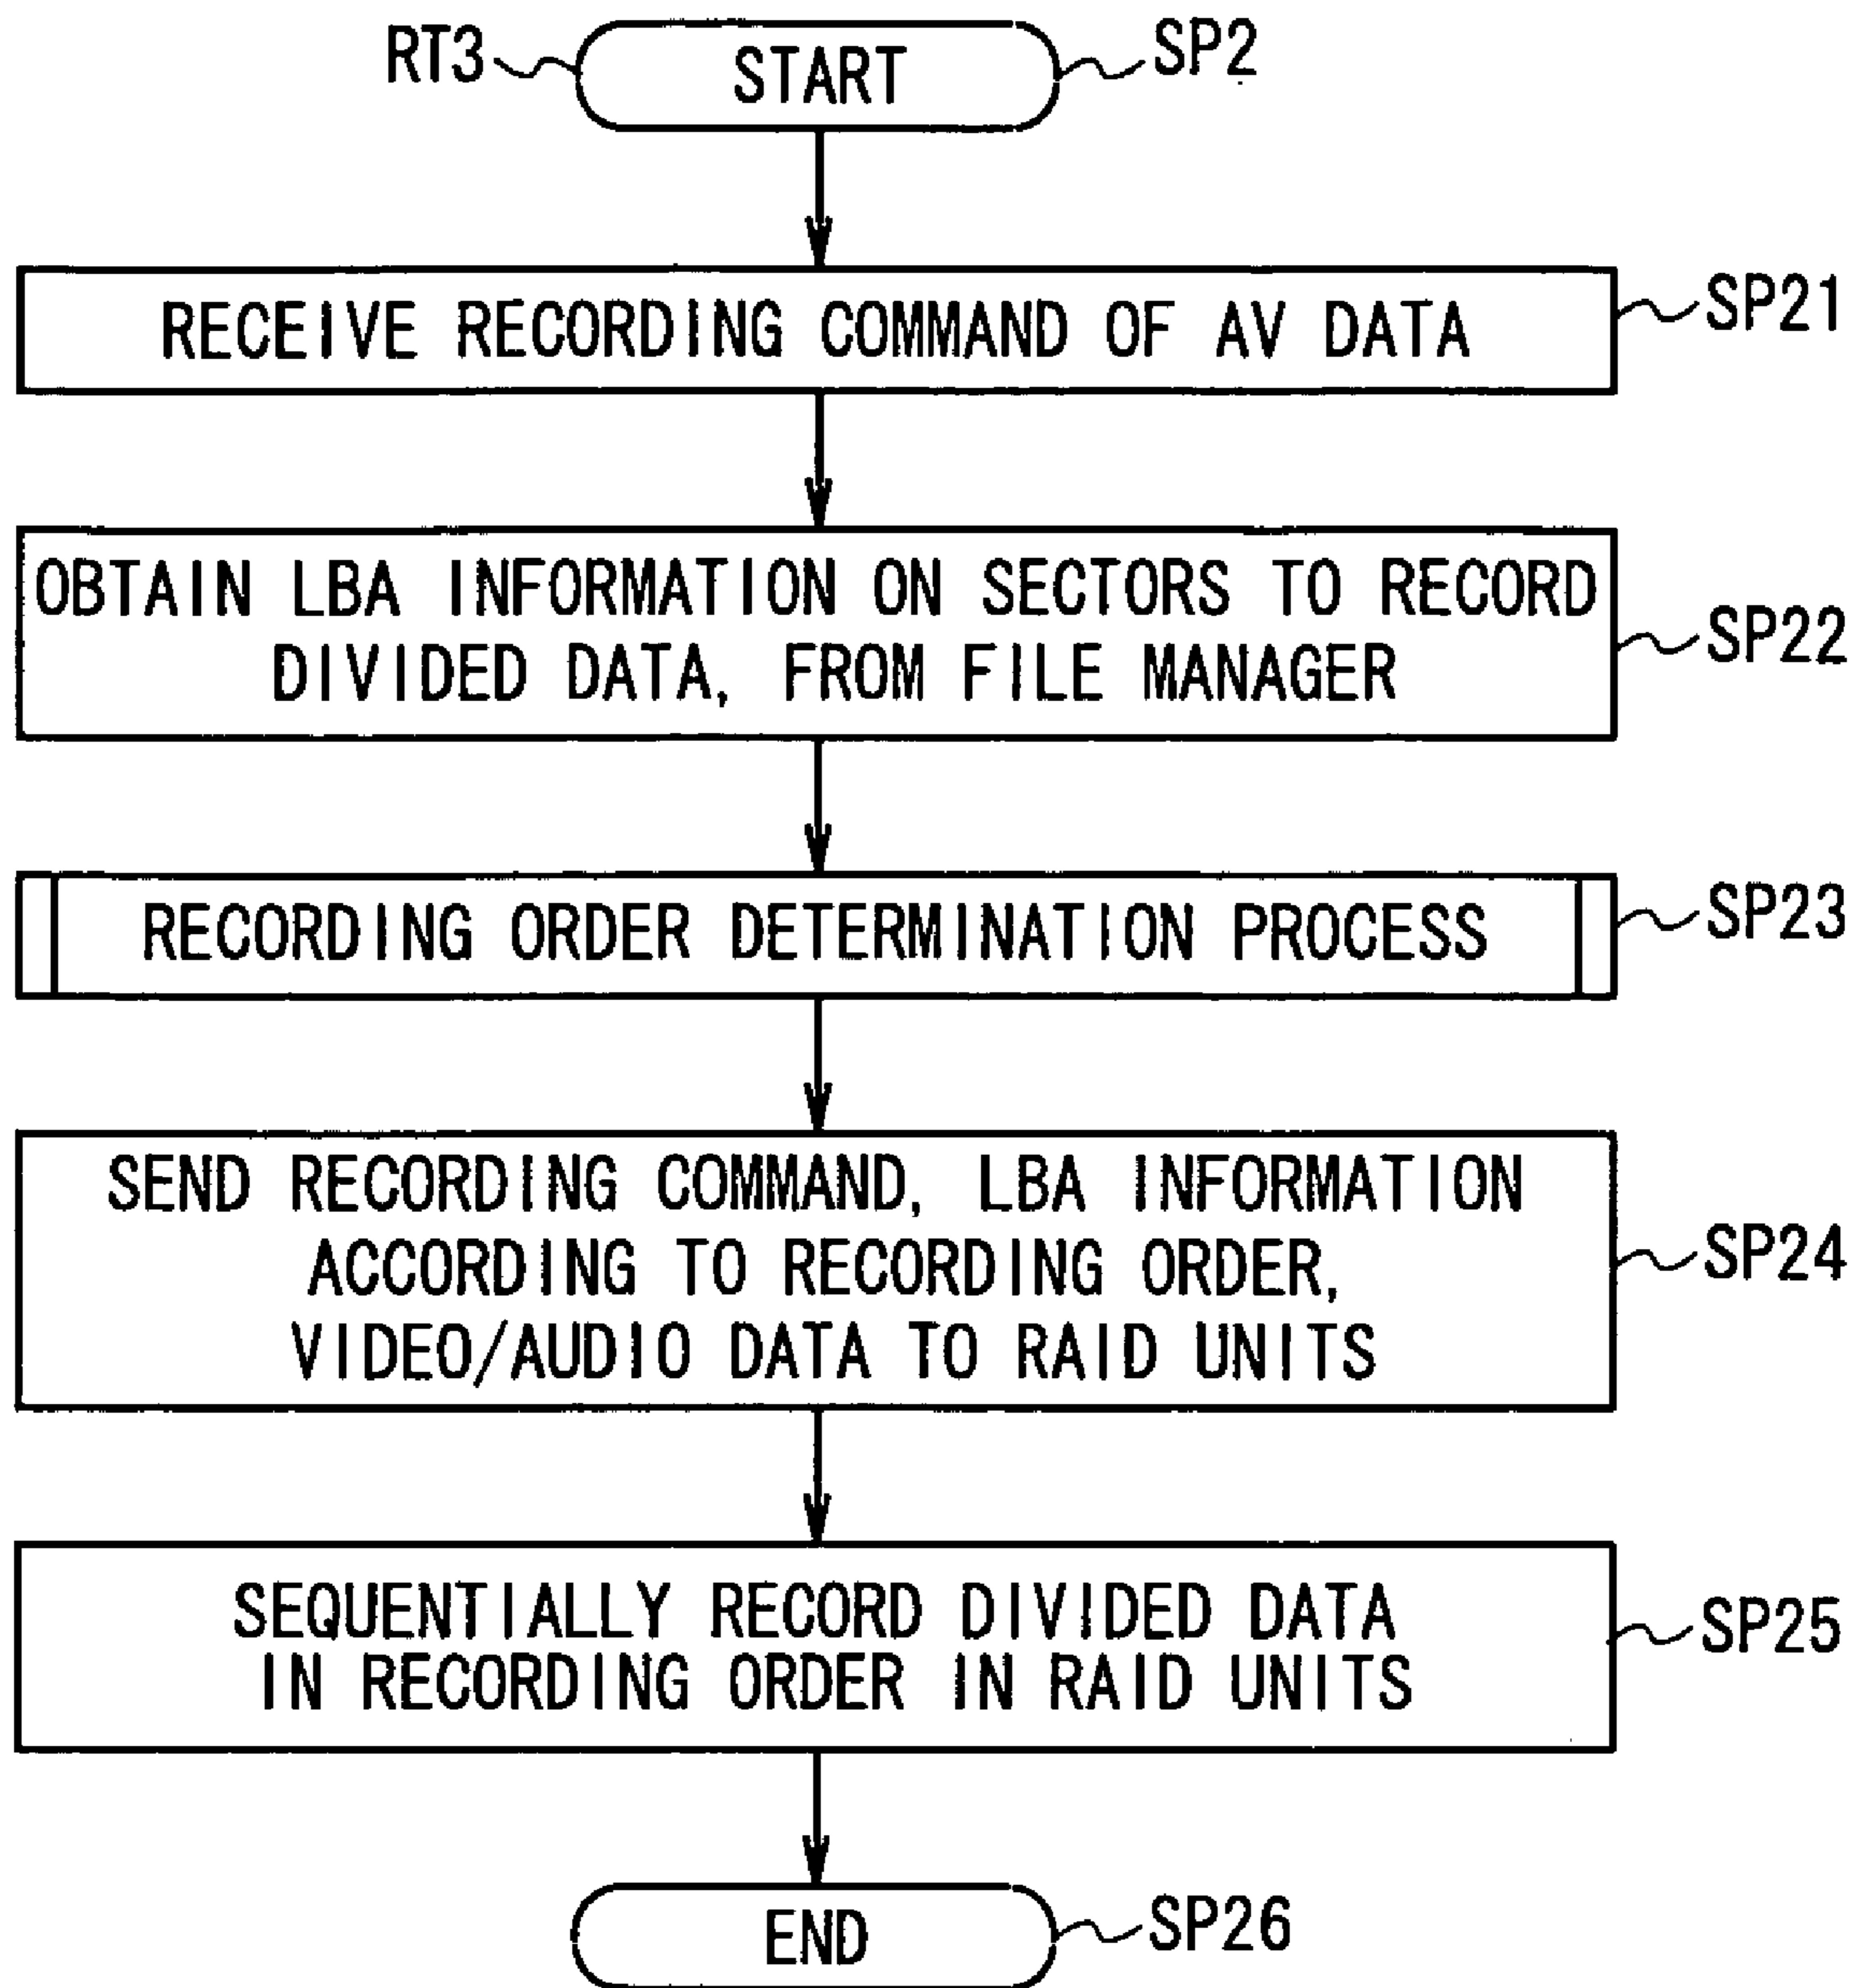 RT3 START SP2
RECEIVE RECORDING COMMAND OF AV DATA SP21
OBTAIN LBA INFORMATION ON SECTORS TO RECORD
DIVIDED DATA, FROM FILE MANAGER SP22
RECORDING ORDER DETERMINATION PROCESS SP23
SEND RECORDING COMMAND, LBA INFORMATION
ACCORDING TO RECORDING ORDER, SP24
VIDEO/AUDIO DATA TO RAID UNITS
SEQUENTIALLY RECORD DIVIDED DATA SP25
IN RECORDING ORDER IN RAID UNITS
END SP26